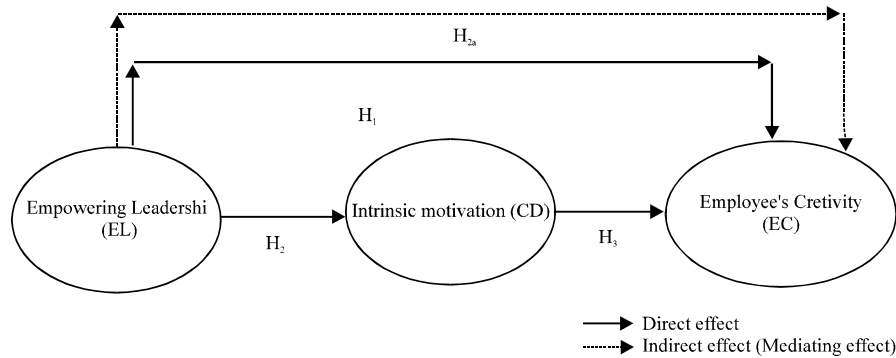 H2a
H1
Empowering Leadershi
(EL)
Intrinsic motivation (CD)
Employee's Cretivity
(EC)
H2
H3
Direct effect
Indirect effect (Mediating effect)